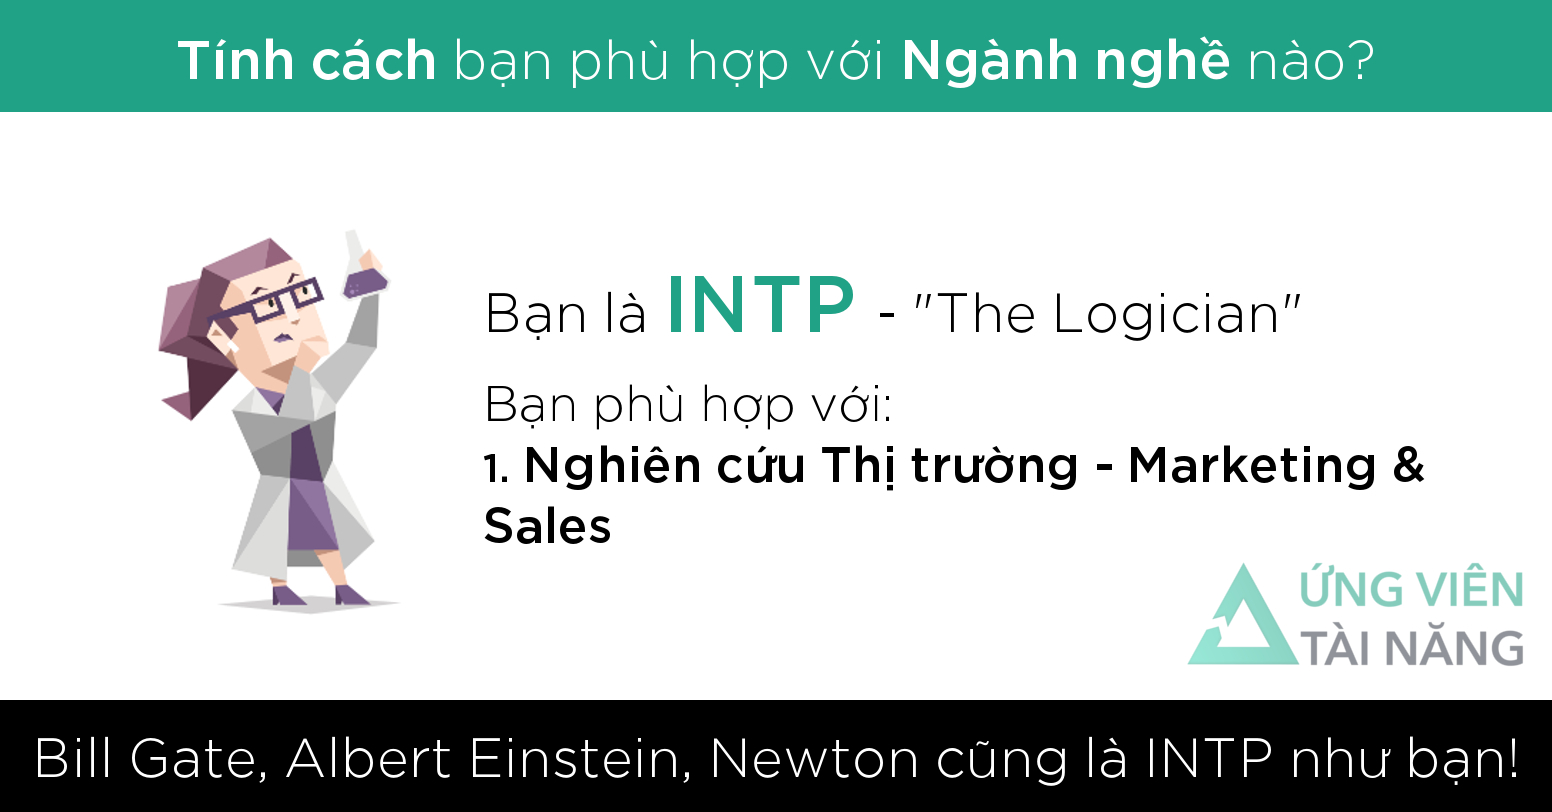 Tính cách bạn phù hợp với Ngành nghề nào?
Bạn là INTP - "The Logician"
Bạn phù hợp với:
1. Nghiên cứu Thị trường - Marketing &
Sales
ỨNG VIÊN
TÀI NĂNG
Bill Gate, Albert Einstein, Newton cũng là INTP như bạn!